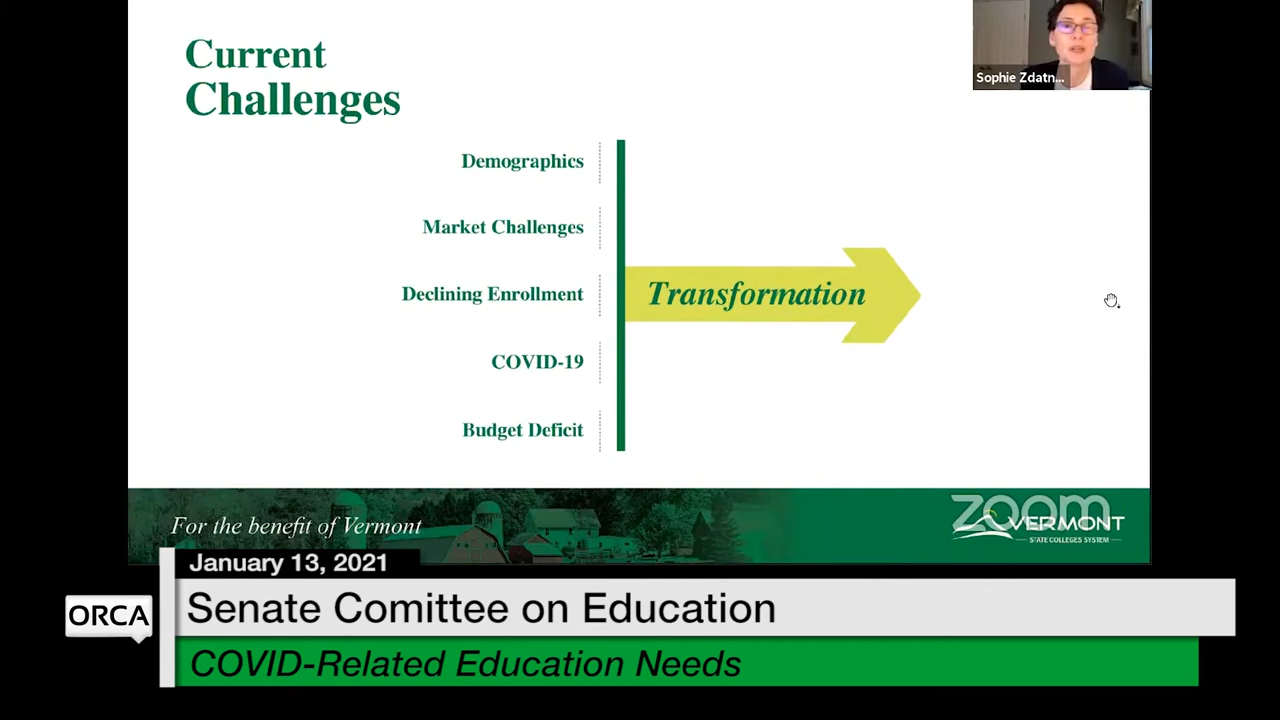 Current
Challenges
Sophie Zdatn...
Demographics
Market Challenges
Declining Enrollment
Transformation
COVID-19
Budget Deficit
For the benefit of Vermont
zoom
VERMONT
STATE COLLEGES SYSTEM
January 13, 2021
ORCA
Senate Comittee on Education
COVID-Related Education Needs